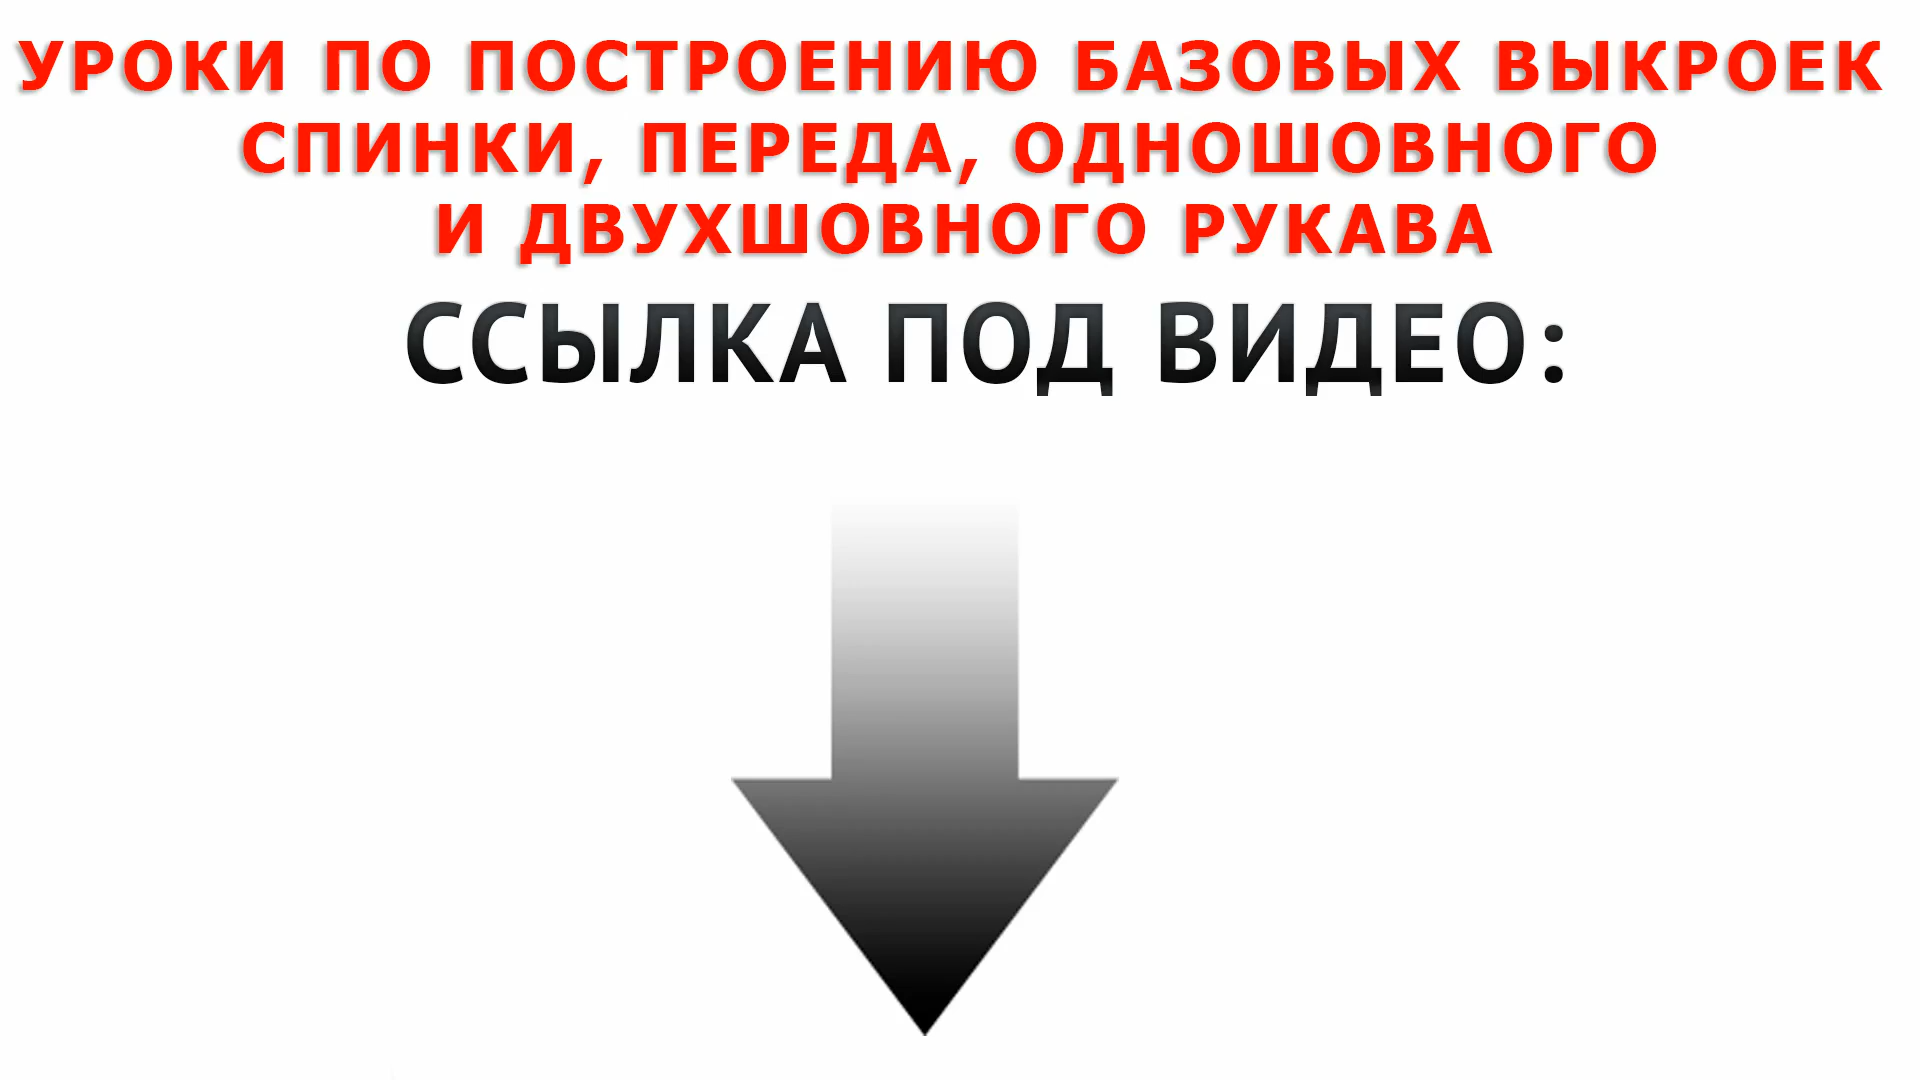 УРОКИ ПО ПОСТРОЕНИЮ БАЗОВЫХ ВЫКРОЕК
СПИНКИ, ПЕРЕДА, ОДНОШОВНОГО
И ДВУХШОВНОГО РУКАВА
ССЫЛКА ПОД ВИДЕО: